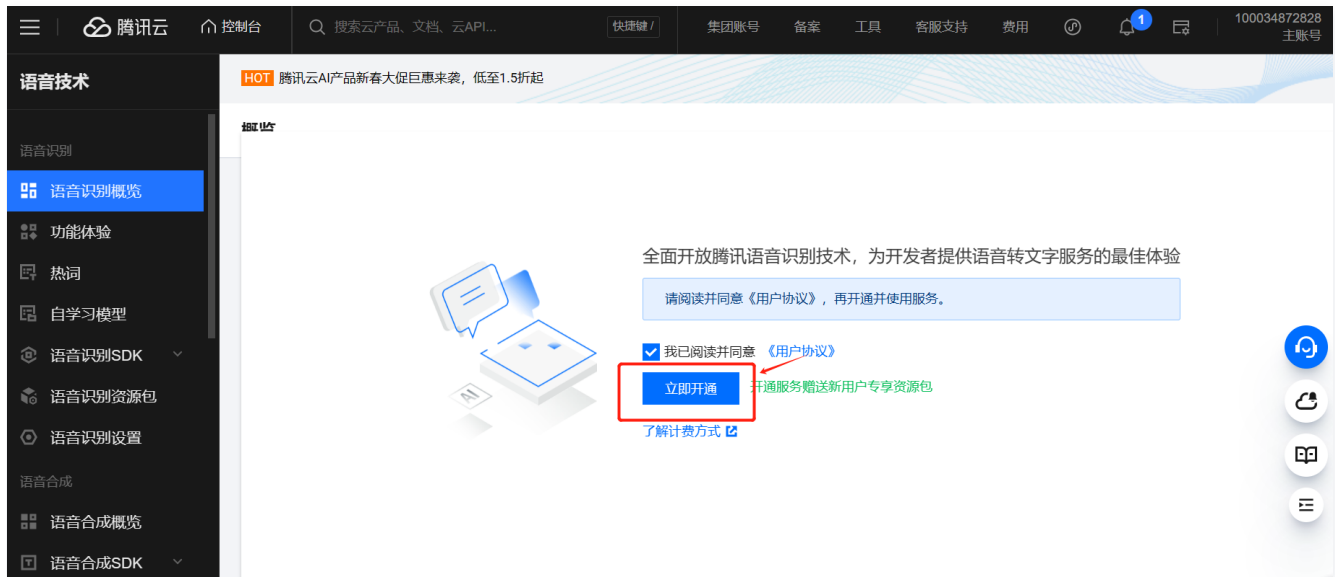 腾讯云 控制台 搜索云产品、文档、云API... 快捷键 / 集团账号 备案 工具 客服支持 费用 1 100034872828
主账号
语音技术
HOT 腾讯云AI产品新春大促巨惠来袭，低至1.5折起
概览
语音识别
语音识别概览
功能体验
热词
自学习模型
语音识别SDK
语音识别资源包
语音识别设置
语音合成
语音合成概览
语音合成SDK
全面开放腾讯语音识别技术，为开发者提供语音转文字服务的最佳体验
请阅读并同意《用户协议》，再开通并使用服务。
我已阅读并同意 《用户协议》
立即开通 开通服务赠送新用户专享资源包
了解计费方式
AI